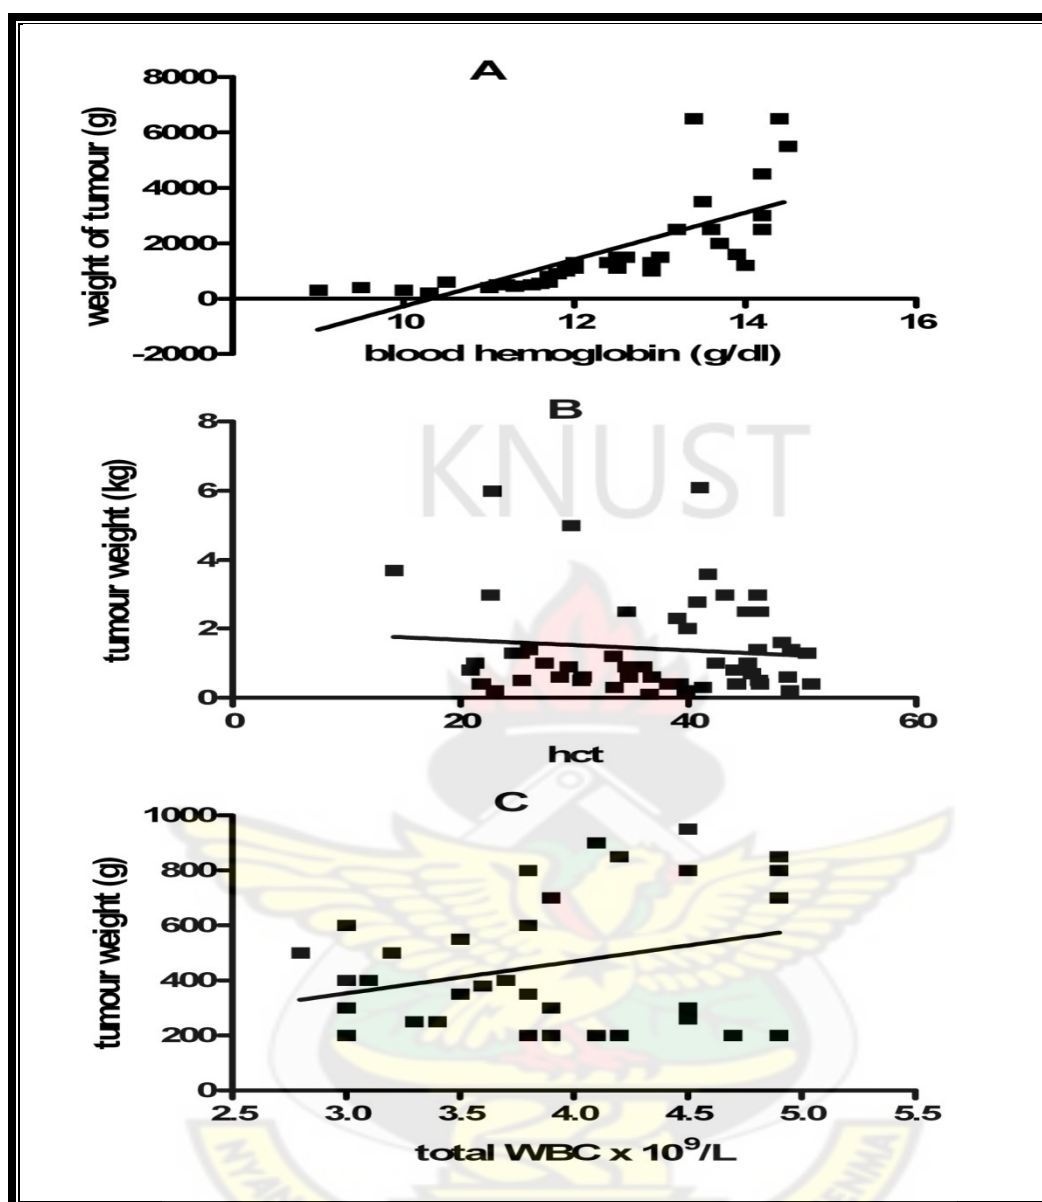 A
8000
6000
4000
2000
0
-2000
weight of tumour (g)
10 12 14 16
blood hemoglobin (g/dl)
B
KNUST
8
6
4
2
0
tumour weight (kg)
0 20 40 60
hct
C
1000
800
600
400
200
0
tumour weight (g)
2.5 3.0 3.5 4.0 4.5 5.0 5.5
total WBC x 10⁹/L
NYAN
ENMA